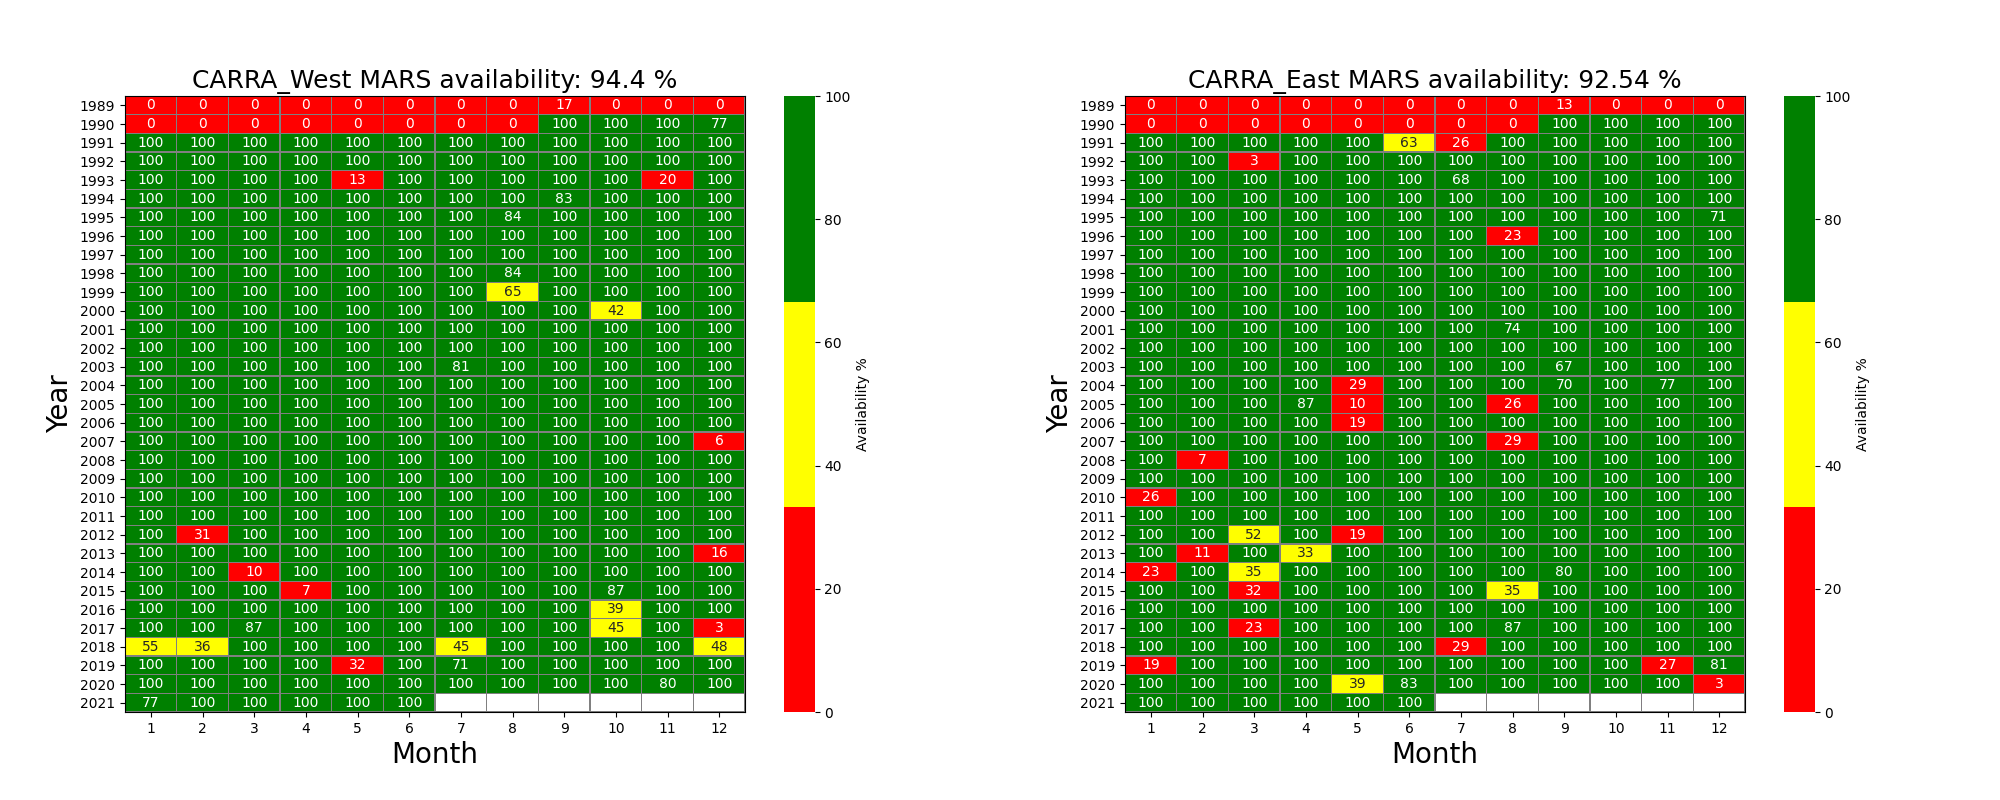 CARRA_West MARS availability: 94.4 %
1989 0 0 0 0 0 0 0 0 17 0 0 0
1990 0 0 0 0 0 0 0 0 100 100 100 77
1991 100 100 100 100 100 100 100 100 100 100 100 100
1992 100 100 100 100 100 100 100 100 100 100 100 100
1993 100 100 100 100 13 100 100 100 100 100 20 100
1994 100 100 100 100 100 100 100 100 83 100 100 100
1995 100 100 100 100 100 100 100 84 100 100 100 100
1996 100 100 100 100 100 100 100 100 100 100 100 100
1997 100 100 100 100 100 100 100 100 100 100 100 100
1998 100 100 100 100 100 100 100 84 100 100 100 100
1999 100 100 100 100 100 100 100 65 100 100 100 100
2000 100 100 100 100 100 100 100 100 100 42 100 100
2001 100 100 100 100 100 100 100 100 100 100 100 100
2002 100 100 100 100 100 100 100 100 100 100 100 100
2003 100 100 100 100 100 100 81 100 100 100 100 100
2004 100 100 100 100 100 100 100 100 100 100 100 100
2005 100 100 100 100 100 100 100 100 100 100 100 100
2006 100 100 100 100 100 100 100 100 100 100 100 100
2007 100 100 100 100 100 100 100 100 100 100 100 6
2008 100 100 100 100 100 100 100 100 100 100 100 100
2009 100 100 100 100 100 100 100 100 100 100 100 100
2010 100 100 100 100 100 100 100 100 100 100 100 100
2011 100 100 100 100 100 100 100 100 100 100 100 100
2012 100 31 100 100 100 100 100 100 100 100 100 100
2013 100 100 100 100 100 100 100 100 100 100 100 16
2014 100 100 10 100 100 100 100 100 100 100 100 100
2015 100 100 100 7 100 100 100 100 100 87 100 100
2016 100 100 100 100 100 100 100 100 100 39 100 100
2017 100 100 87 100 100 100 100 100 100 45 100 3
2018 55 36 100 100 100 100 45 100 100 100 100 48
2019 100 100 100 100 32 100 71 100 100 100 100 100
2020 100 100 100 100 100 100 100 100 100 100 80 100
2021 77 100 100 100 100 100
1 2 3 4 5 6 7 8 9 10 11 12
Month
Year
100
80
60
40
20
0
Availability %
CARRA_East MARS availability: 92.54 %
1989 0 0 0 0 0 0 0 0 13 0 0 0
1990 0 0 0 0 0 0 0 0 100 100 100 100
1991 100 100 100 100 100 63 26 100 100 100 100 100
1992 100 100 3 100 100 100 100 100 100 100 100 100
1993 100 100 100 100 100 100 68 100 100 100 100 100
1994 100 100 100 100 100 100 100 100 100 100 100 100
1995 100 100 100 100 100 100 100 100 100 100 100 71
1996 100 100 100 100 100 100 100 23 100 100 100 100
1997 100 100 100 100 100 100 100 100 100 100 100 100
1998 100 100 100 100 100 100 100 100 100 100 100 100
1999 100 100 100 100 100 100 100 100 100 100 100 100
2000 100 100 100 100 100 100 100 100 100 100 100 100
2001 100 100 100 100 100 100 100 74 100 100 100 100
2002 100 100 100 100 100 100 100 100 100 100 100 100
2003 100 100 100 100 100 100 100 100 67 100 100 100
2004 100 100 100 100 29 100 100 100 70 100 77 100
2005 100 100 100 87 10 100 100 26 100 100 100 100
2006 100 100 100 100 19 100 100 100 100 100 100 100
2007 100 100 100 100 100 100 100 29 100 100 100 100
2008 100 7 100 100 100 100 100 100 100 100 100 100
2009 100 100 100 100 100 100 100 100 100 100 100 100
2010 26 100 100 100 100 100 100 100 100 100 100 100
2011 100 100 100 100 100 100 100 100 100 100 100 100
2012 100 100 52 100 19 100 100 100 100 100 100 100
2013 100 11 100 33 100 100 100 100 100 100 100 100
2014 23 100 35 100 100 100 100 100 80 100 100 100
2015 100 100 32 100 100 100 100 35 100 100 100 100
2016 100 100 100 100 100 100 100 100 100 100 100 100
2017 100 100 23 100 100 100 100 87 100 100 100 100
2018 100 100 100 100 100 100 29 100 100 100 100 100
2019 19 100 100 100 100 100 100 100 100 100 27 81
2020 100 100 100 100 39 83 100 100 100 100 100 3
2021 100 100 100 100 100 100
1 2 3 4 5 6 7 8 9 10 11 12
Month
Year
100
80
60
40
20
0
Availability %